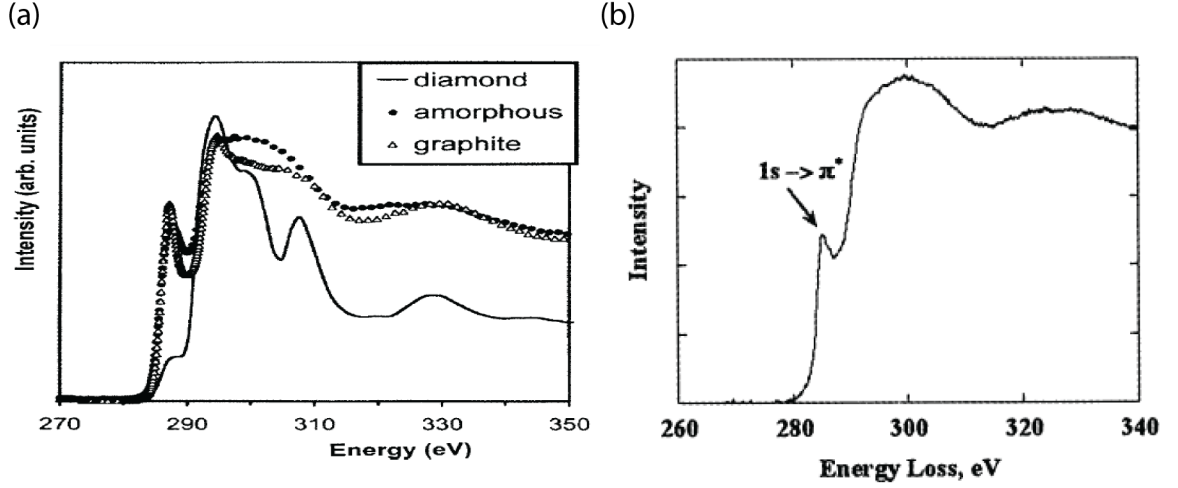 (a)
diamond
amorphous
graphite
Intensity (arb. units)
270 290 310 330 350
Energy (eV)
(b)
1s –> π*
Intensity
260 280 300 320 340
Energy Loss, eV